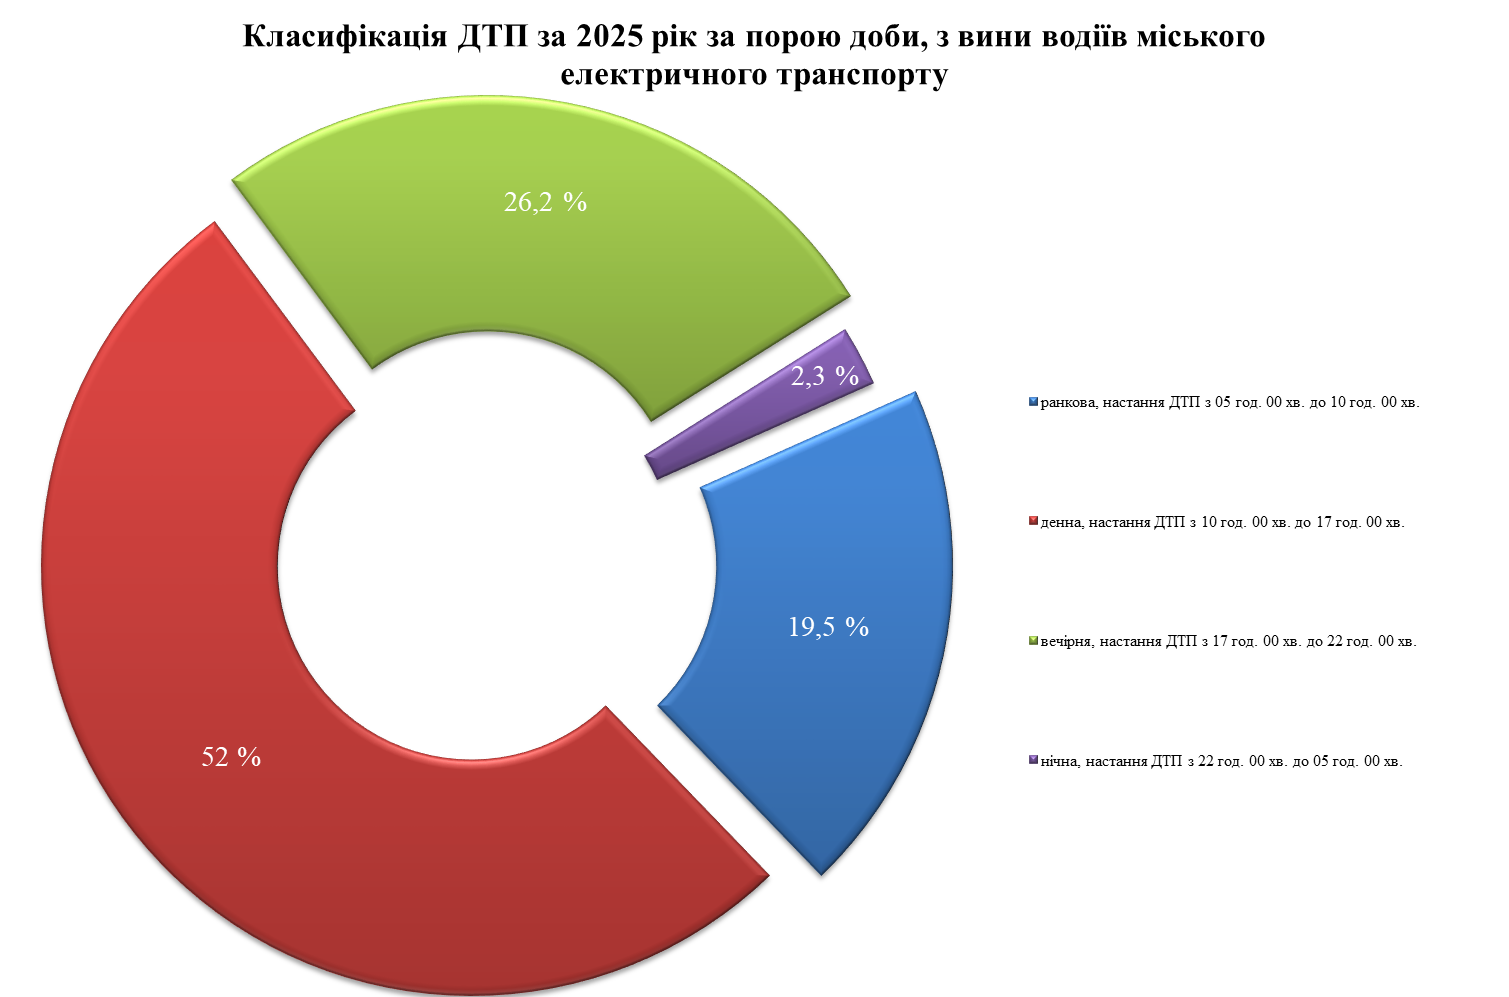 Класифікація ДТП за 2025 рік за порою доби, з вини водіїв міського
електричного транспорту
26,2 %
2,3 %
19,5 %
52 %
ранкова, настання ДТП з 05 год. 00 хв. до 10 год. 00 хв.
денна, настання ДТП з 10 год. 00 хв. до 17 год. 00 хв.
вечірня, настання ДТП з 17 год. 00 хв. до 22 год. 00 хв.
нічна, настання ДТП з 22 год. 00 хв. до 05 год. 00 хв.